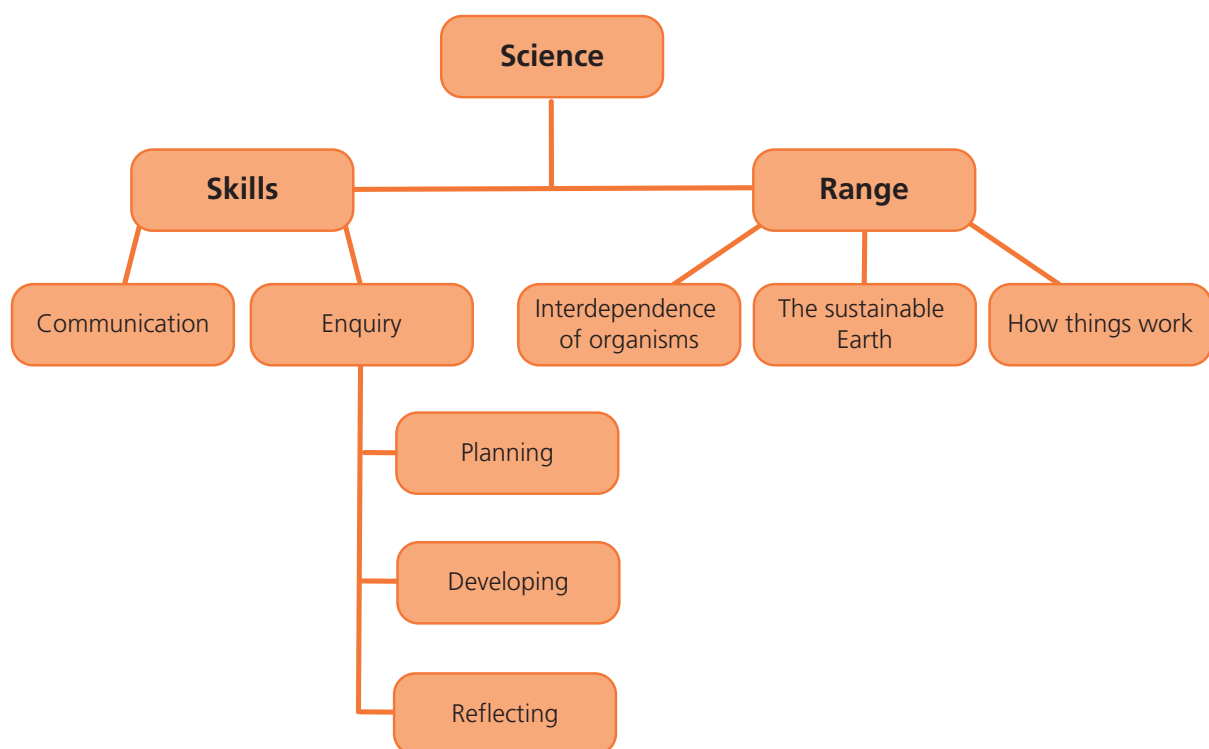 Science
Skills
Range
Communication
Enquiry
Interdependence
of organisms
The sustainable
Earth
How things work
Planning
Developing
Reflecting